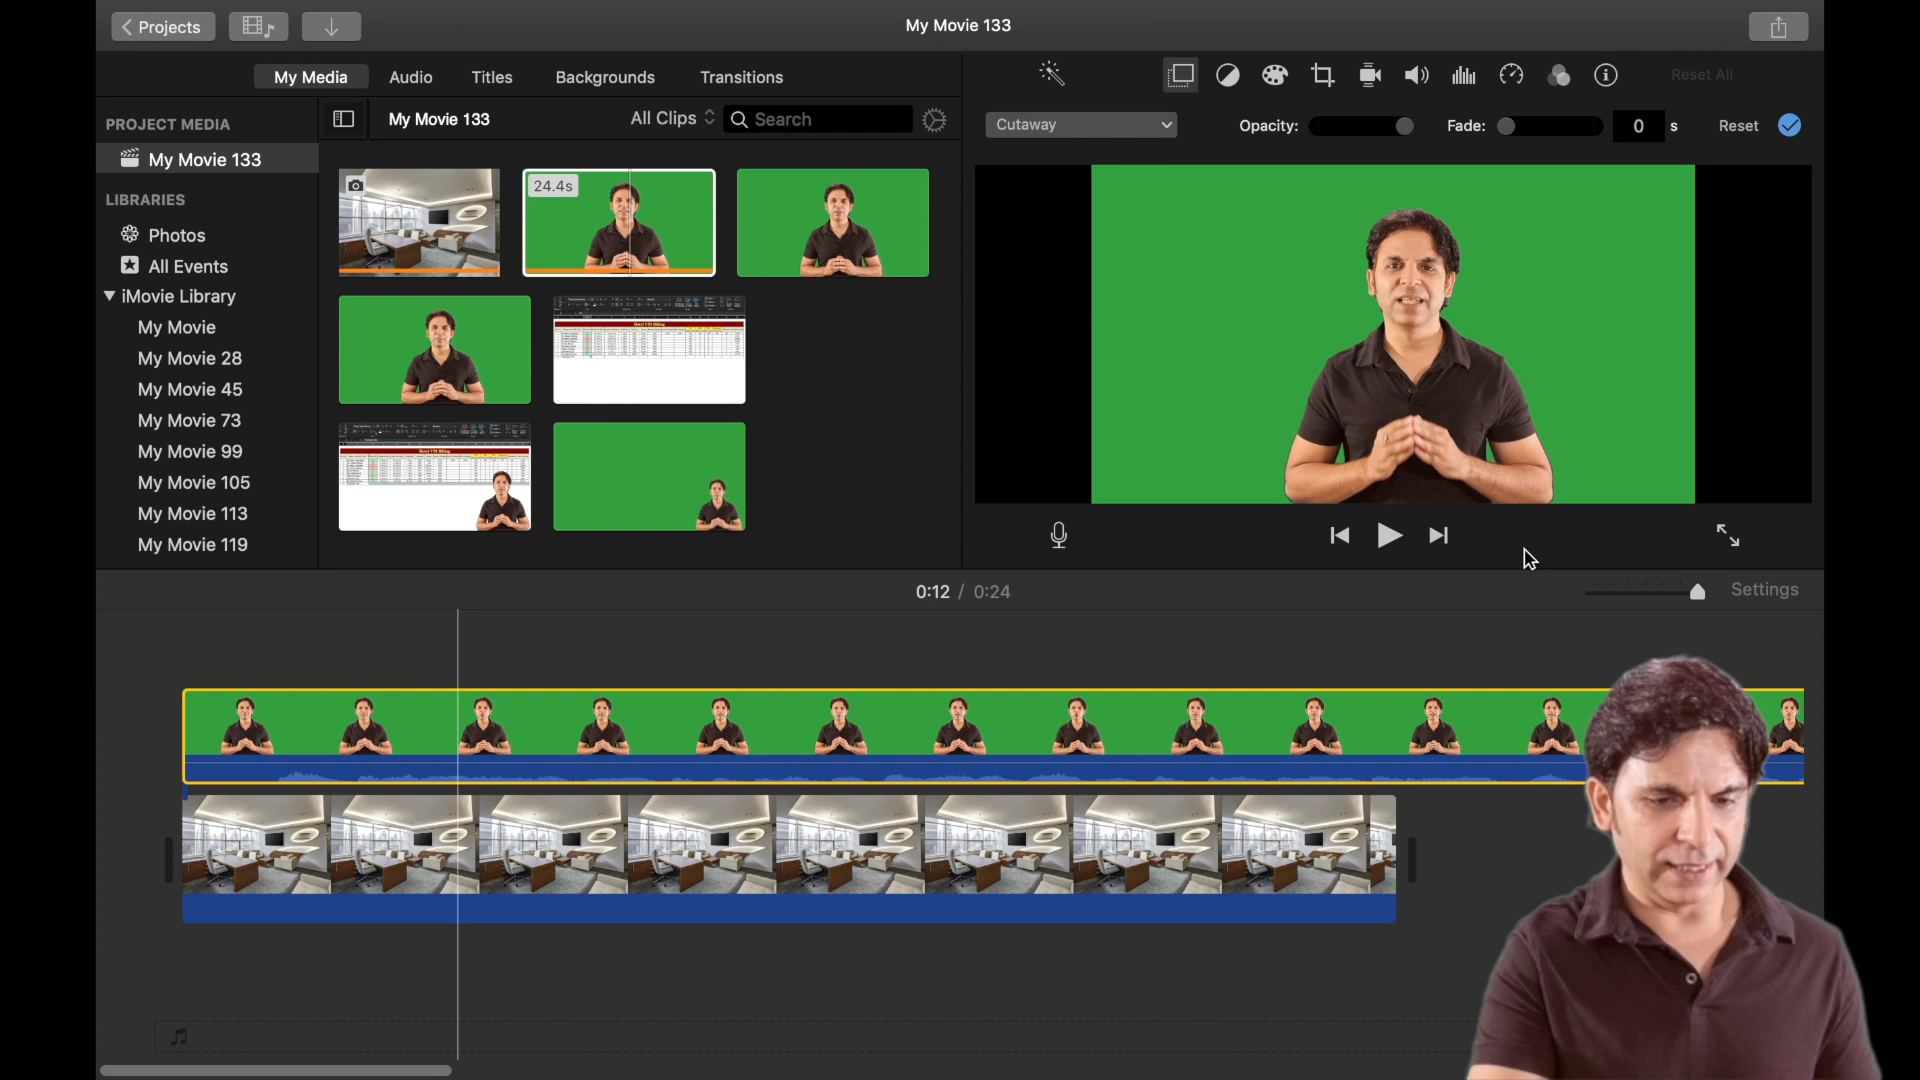 Projects
My Movie 133
My Media
Audio
Titles
Backgrounds
Transitions
Reset All
PROJECT MEDIA
My Movie 133
All Clips
Search
Cutaway
Opacity:
Fade:
0
s
Reset
My Movie 133
LIBRARIES
Photos
All Events
iMovie Library
My Movie
My Movie 28
My Movie 45
My Movie 73
My Movie 99
My Movie 105
My Movie 113
My Movie 119
24.4s
0:12 / 0:24
Settings